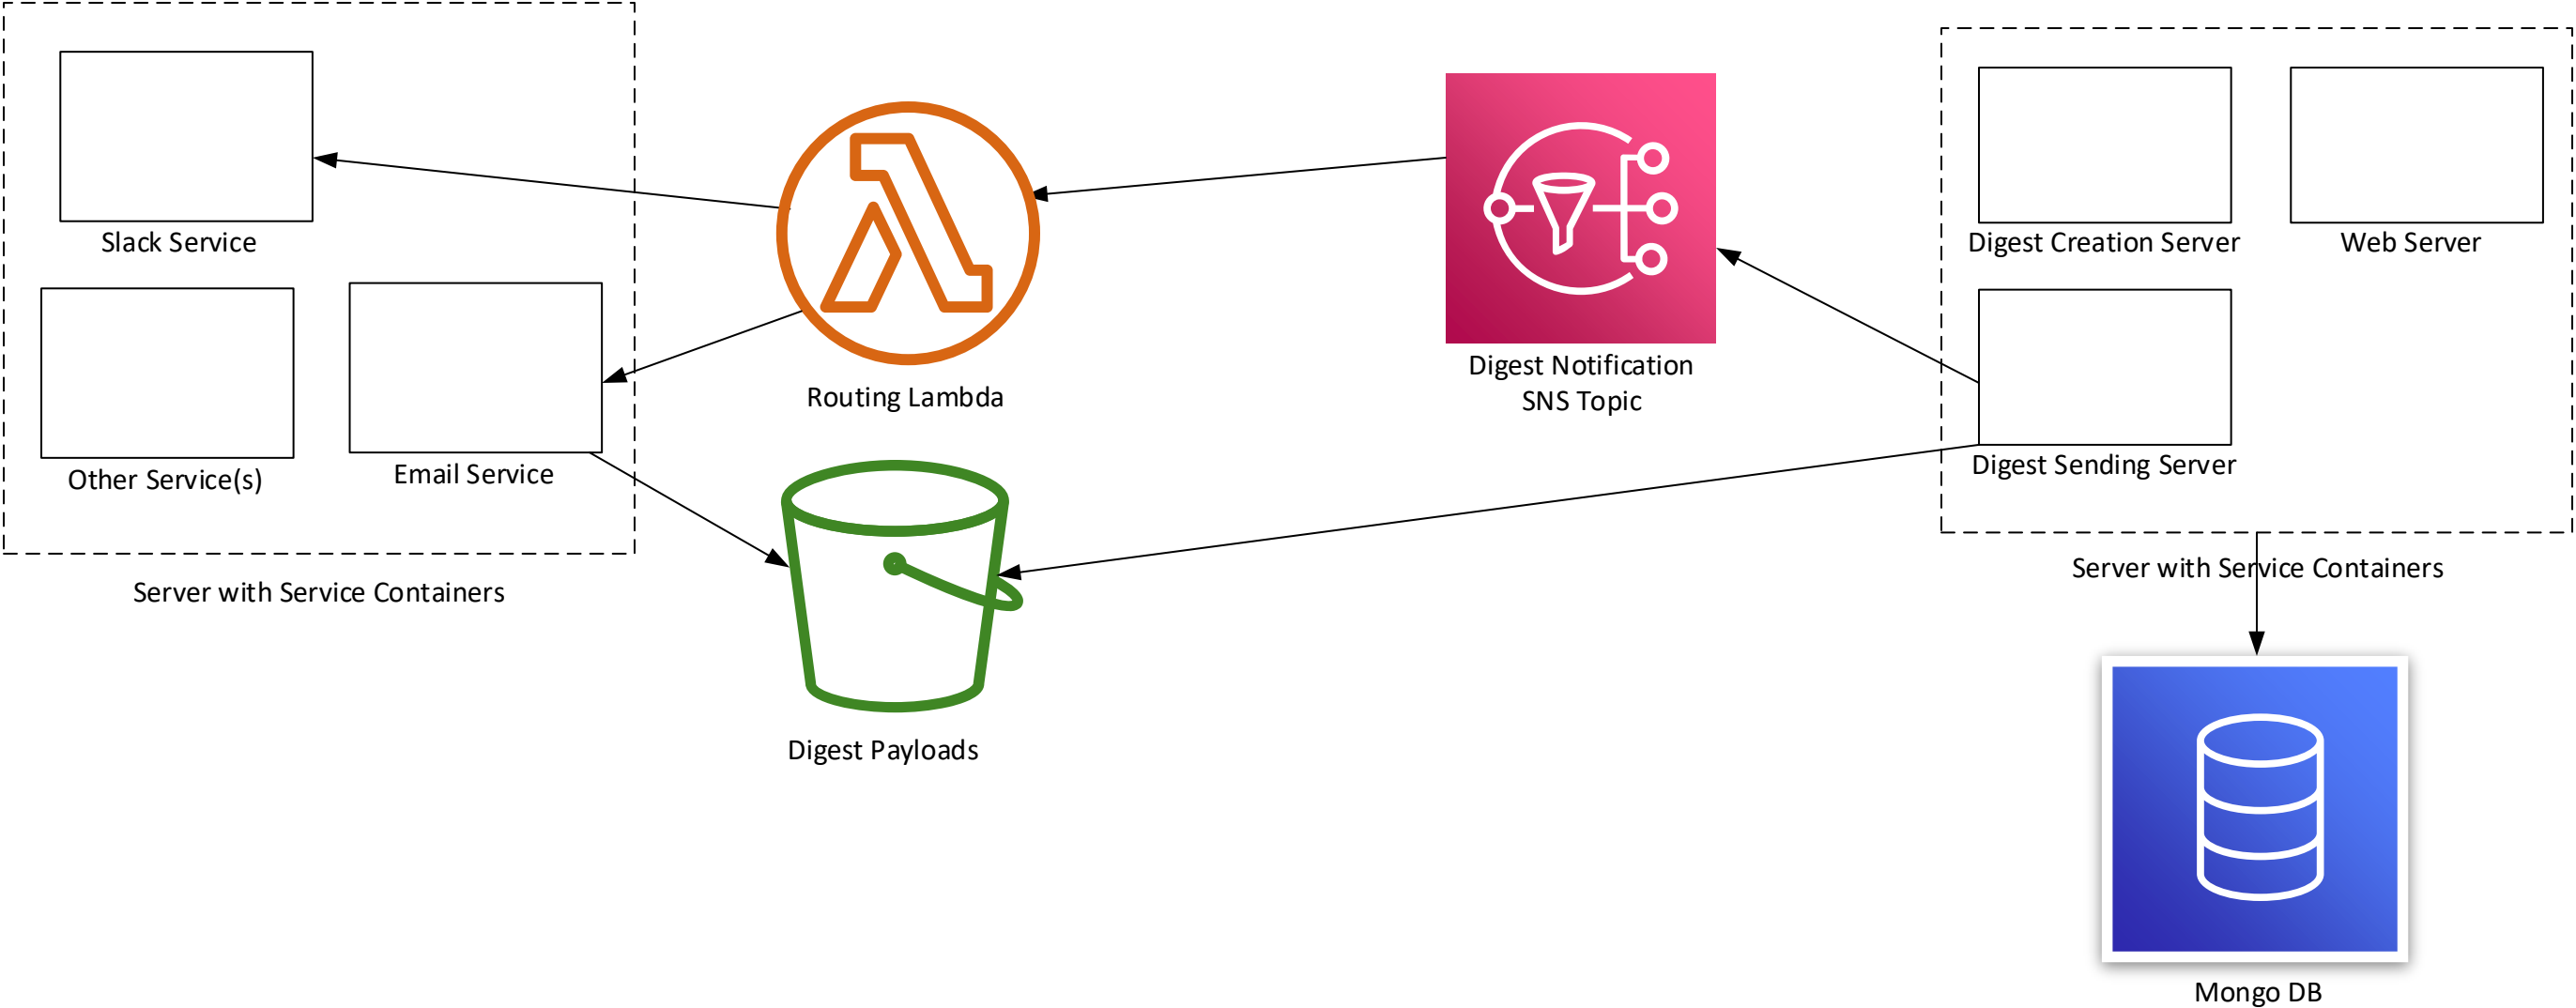 Slack Service
Other Service(s)
Email Service
Server with Service Containers
Routing Lambda
Digest Payloads
Digest Notification
SNS Topic
Digest Creation Server
Web Server
Digest Sending Server
Server with Service Containers
Mongo DB